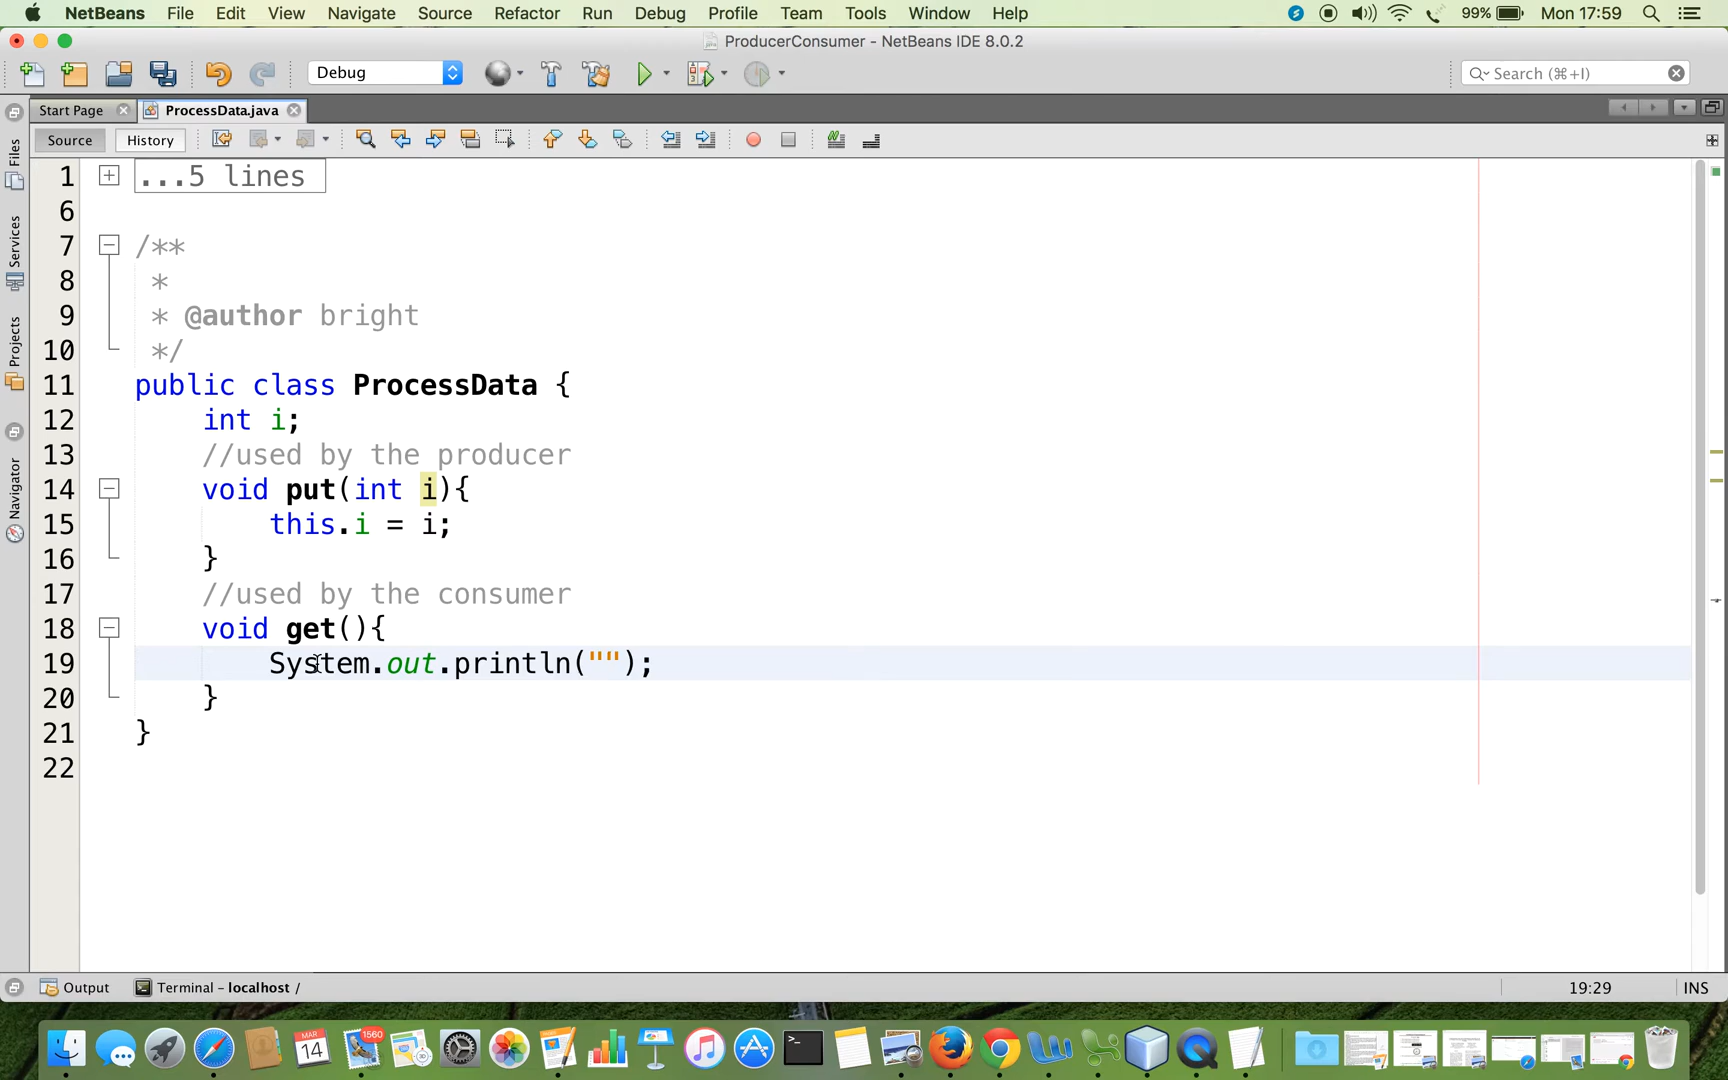 NetBeans File Edit View Navigate Source Refactor Run Debug Profile Team Tools Window Help 99% Mon 17:59
ProducerConsumer - NetBeans IDE 8.0.2
Debug Search (⌘+I)
Start Page ProcessData.java
Source History
Files
Services
Projects
Navigator
1 ...5 lines
6
7 /**
8 *
9 * @author bright
10 */
11 public class ProcessData {
12 int i;
13 //used by the producer
14 void put(int i){
15 this.i = i;
16 }
17 //used by the consumer
18 void get(){
19 System.out.println("");
20 }
21 }
22
Output Terminal - localhost / 19:29 INS
MAR
14
1560